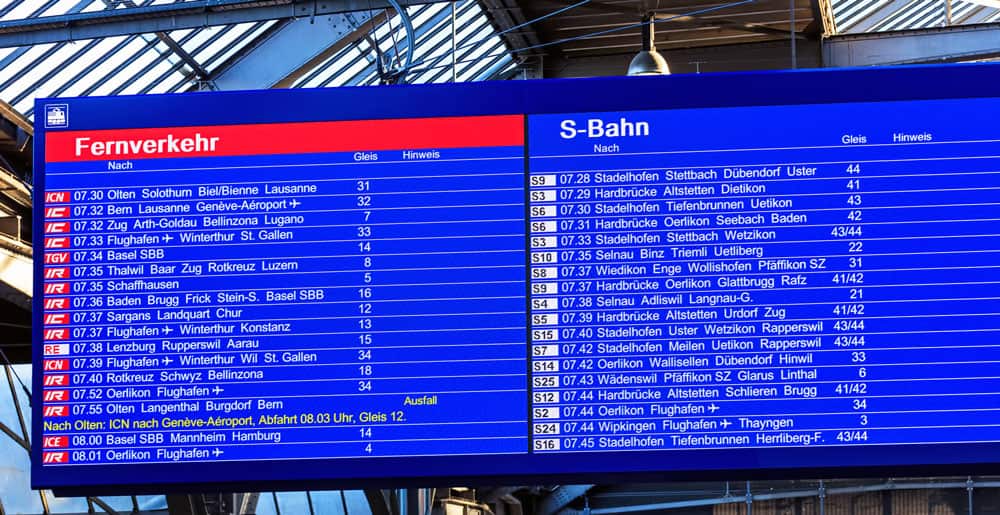 Fernverkehr
Nach Gleis Hinweis
ICN 07.30 Olten Solothurn Biel/Bienne Lausanne 31
IC 07.32 Bern Lausanne Genève-Aéroport 32
IC 07.32 Zug Arth-Goldau Bellinzona Lugano 7
IC 07.33 Flughafen Winterthur St. Gallen 33
TGV 07.34 Basel SBB 14
IR 07.35 Thalwil Baar Zug Rotkreuz Luzern 8
IR 07.35 Schaffhausen 5
IR 07.36 Baden Brugg Frick Stein-S. Basel SBB 16
IC 07.37 Sargans Landquart Chur 12
IR 07.37 Flughafen Winterthur Konstanz 13
RE 07.38 Lenzburg Rupperswil Aarau 15
ICN 07.39 Flughafen Winterthur Wil St. Gallen 34
IR 07.40 Rotkreuz Schwyz Bellinzona 18
IR 07.52 Oerlikon Flughafen 34
IR 07.55 Olten Langenthal Burgdorf Bern Ausfall
Nach Olten: ICN nach Genève-Aéroport, Abfahrt 08.03 Uhr, Gleis 12.
ICE 08.00 Basel SBB Mannheim Hamburg 14
IR 08.01 Oerlikon Flughafen 4
S-Bahn
Nach Gleis Hinweis
S9 07.28 Stadelhofen Stettbach Dübendorf Uster 44
S3 07.29 Hardbrücke Altstetten Dietikon 41
S6 07.30 Stadelhofen Tiefenbrunnen Uetikon 43
S6 07.31 Hardbrücke Oerlikon Seebach Baden 42
S3 07.33 Stadelhofen Stettbach Wetzikon 43/44
S10 07.35 Selnau Binz Triemli Uetliberg 22
S8 07.37 Wiedikon Enge Wollishofen Pfäffikon SZ 31
S9 07.37 Hardbrücke Oerlikon Glattbrugg Rafz 41/42
S4 07.38 Selnau Adliswil Langnau-G. 21
S5 07.39 Hardbrücke Altstetten Urdorf Zug 41/42
S15 07.40 Stadelhofen Uster Wetzikon Rapperswil 43/44
S7 07.42 Stadelhofen Meilen Uetikon Rapperswil 43/44
S14 07.42 Oerlikon Wallisellen Dübendorf Hinwil 33
S25 07.43 Wädenswil Pfäffikon SZ Glarus Linthal 6
S12 07.44 Hardbrücke Altstetten Schlieren Brugg 41/42
S2 07.44 Oerlikon Flughafen 34
S24 07.44 Wipkingen Flughafen Thayngen 3
S16 07.45 Stadelhofen Tiefenbrunnen Herrliberg-F. 43/44